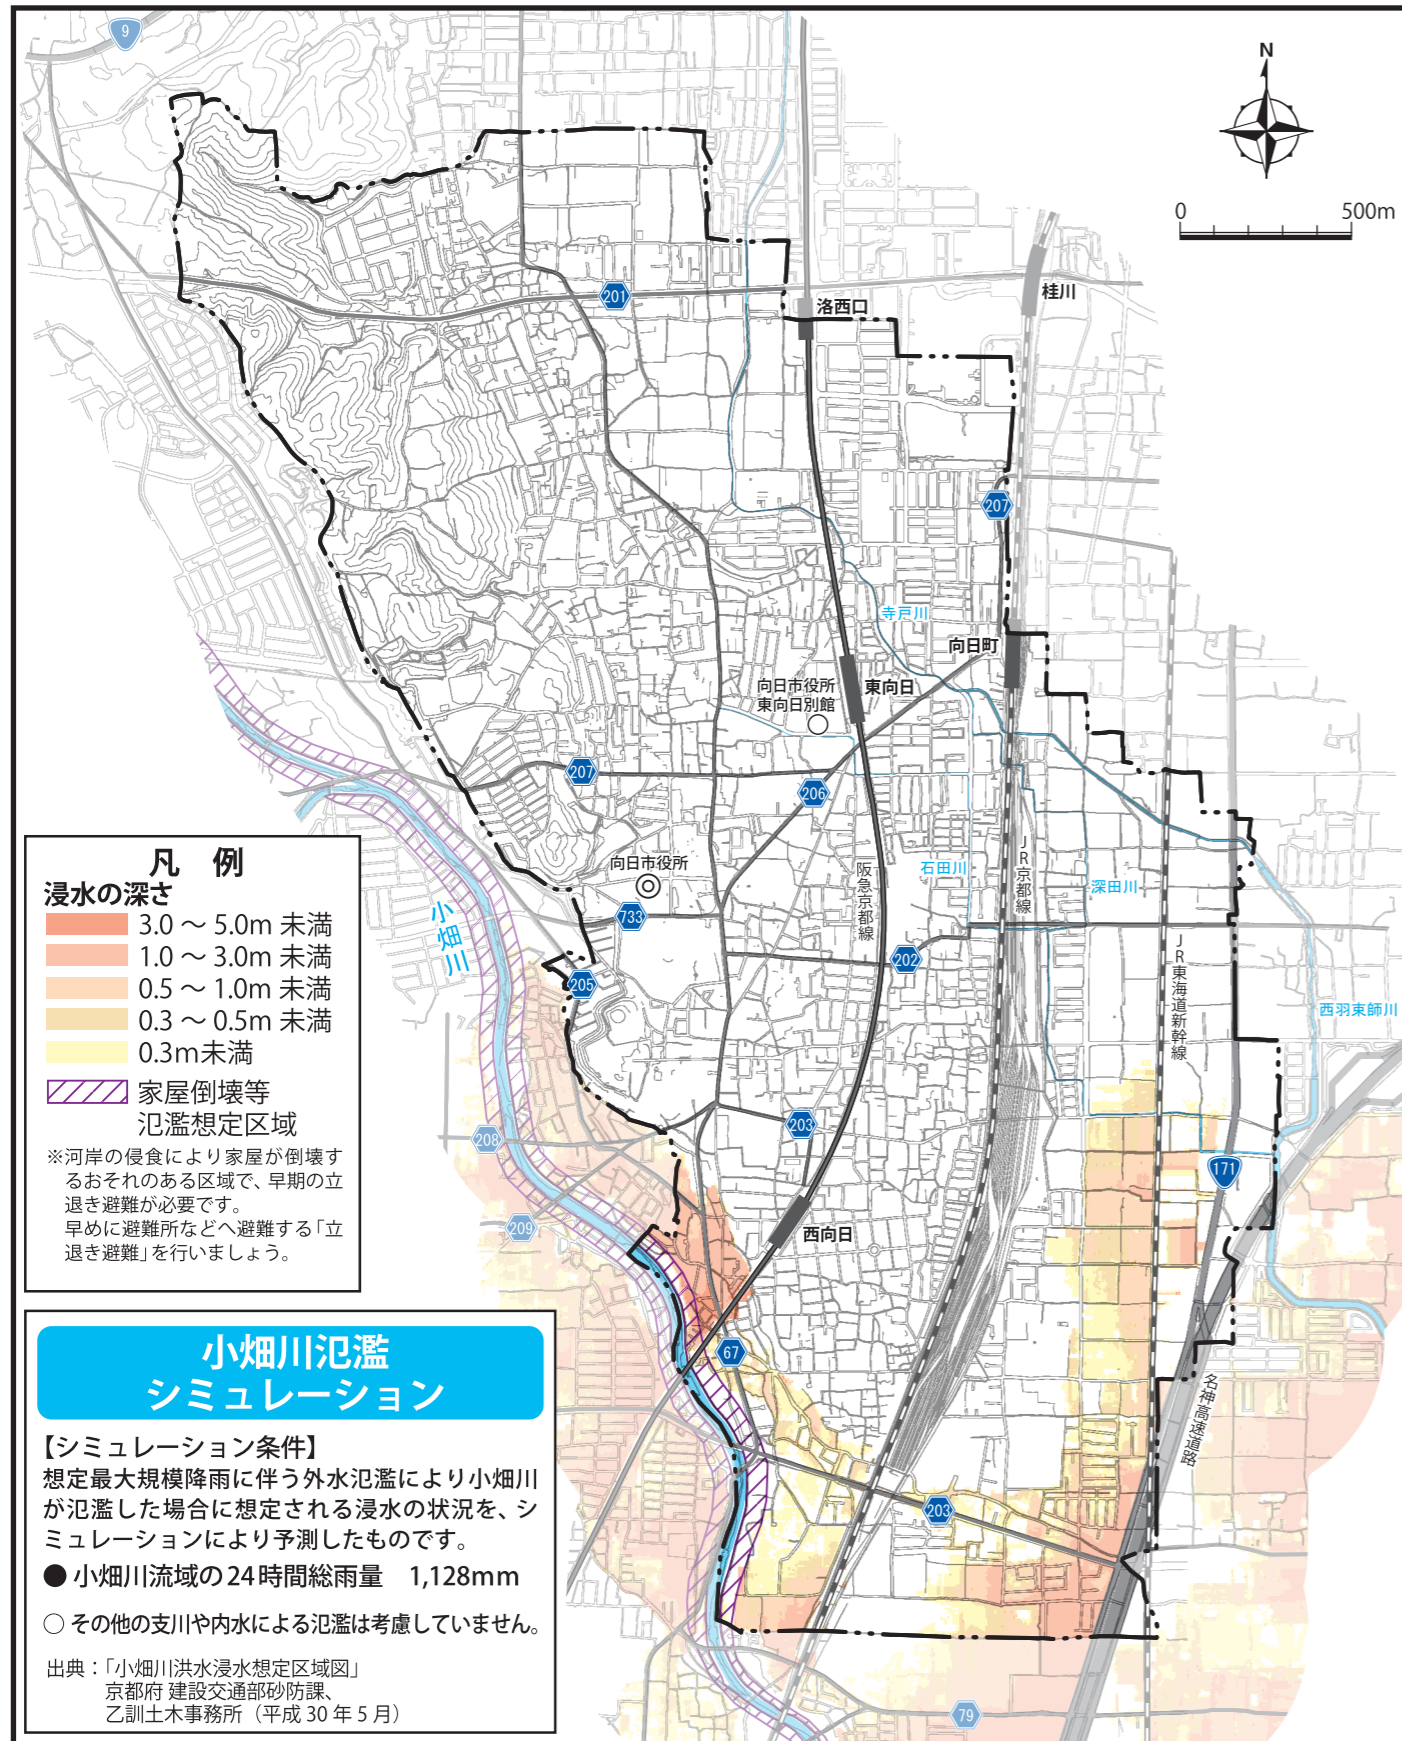 9
N
0 500m
桂川
201
洛西口
207
寺戸川
向日町
向日市役所
東向日別館
東向日
207
206
向日市役所
733
阪急京都線
石田川
JR京都線
深田川
202
205
小畑川
JR東海道新幹線
西羽束師川
208
203
171
209
西向日
67
名神高速道路
203
79
凡 例
浸水の深さ
3.0 ～ 5.0m 未満
1.0 ～ 3.0m 未満
0.5 ～ 1.0m 未満
0.3 ～ 0.5m 未満
0.3m未満
家屋倒壊等
氾濫想定区域
※河岸の侵食により家屋が倒壊す
るおそれのある区域で、早期の立
退き避難が必要です。
早めに避難所などへ避難する「立
退き避難」を行いましょう。
小畑川氾濫
シミュレーション
【シミュレーション条件】
想定最大規模降雨に伴う外水氾濫により小畑川
が氾濫した場合に想定される浸水の状況を、シ
ミュレーションにより予測したものです。
● 小畑川流域の24時間総雨量 1,128mm
○ その他の支川や内水による氾濫は考慮していません。
出典：「小畑川洪水浸水想定区域図」
京都府 建設交通部砂防課、
乙訓土木事務所（平成 30 年 5 月）